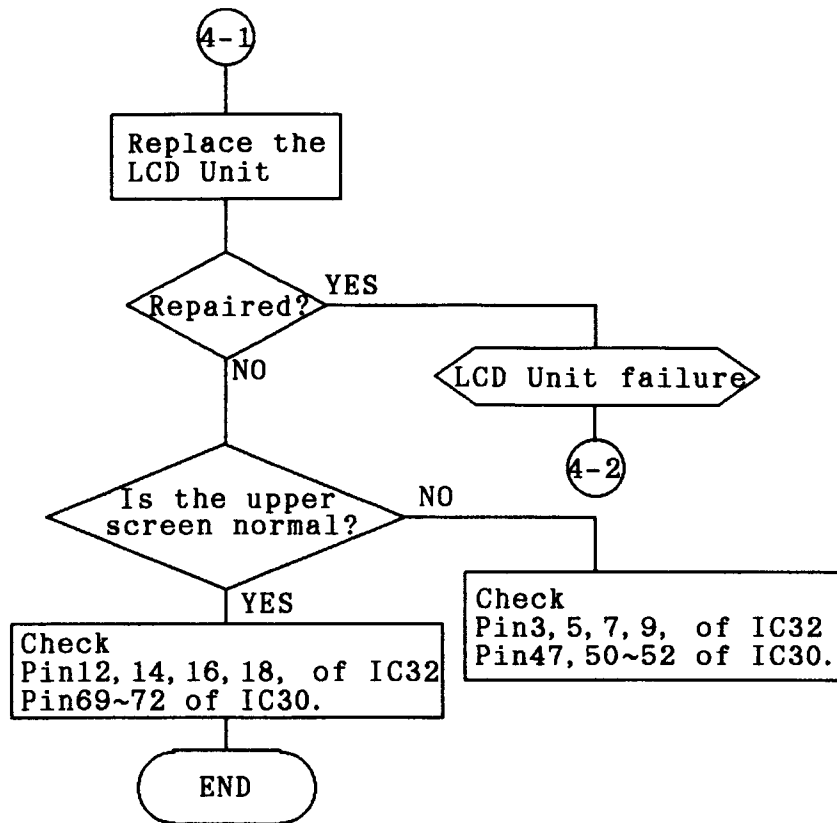 4-1
Replace the
LCD Unit
Repaired?
YES
NO
LCD Unit failure
4-2
Is the upper
screen normal?
NO
YES
Check
Pin3, 5, 7, 9, of IC32
Pin47, 50~52 of IC30.
Check
Pin12, 14, 16, 18, of IC32
Pin69~72 of IC30.
END